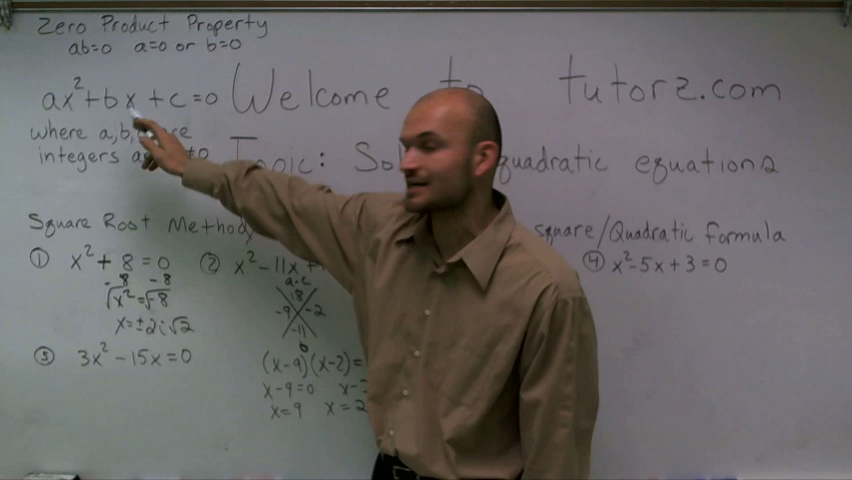 Zero Product Property
ab=0 a=0 or b=0
ax²+bx+c=0
Welcome to tutorz.com
where a,b,
integers
Topic: quadratic equations
Square Root Method
square/Quadratic formula
① x²+8=0
-8 -8
√x²=√-8
x=±2i√2
② x²-11x+
a·c
18
-9 -2
-11
b
(x-9)(x-2)=
x-9=0 x-
x=9 x=2
③ 3x²-15x=0
④ x²-5x+3=0